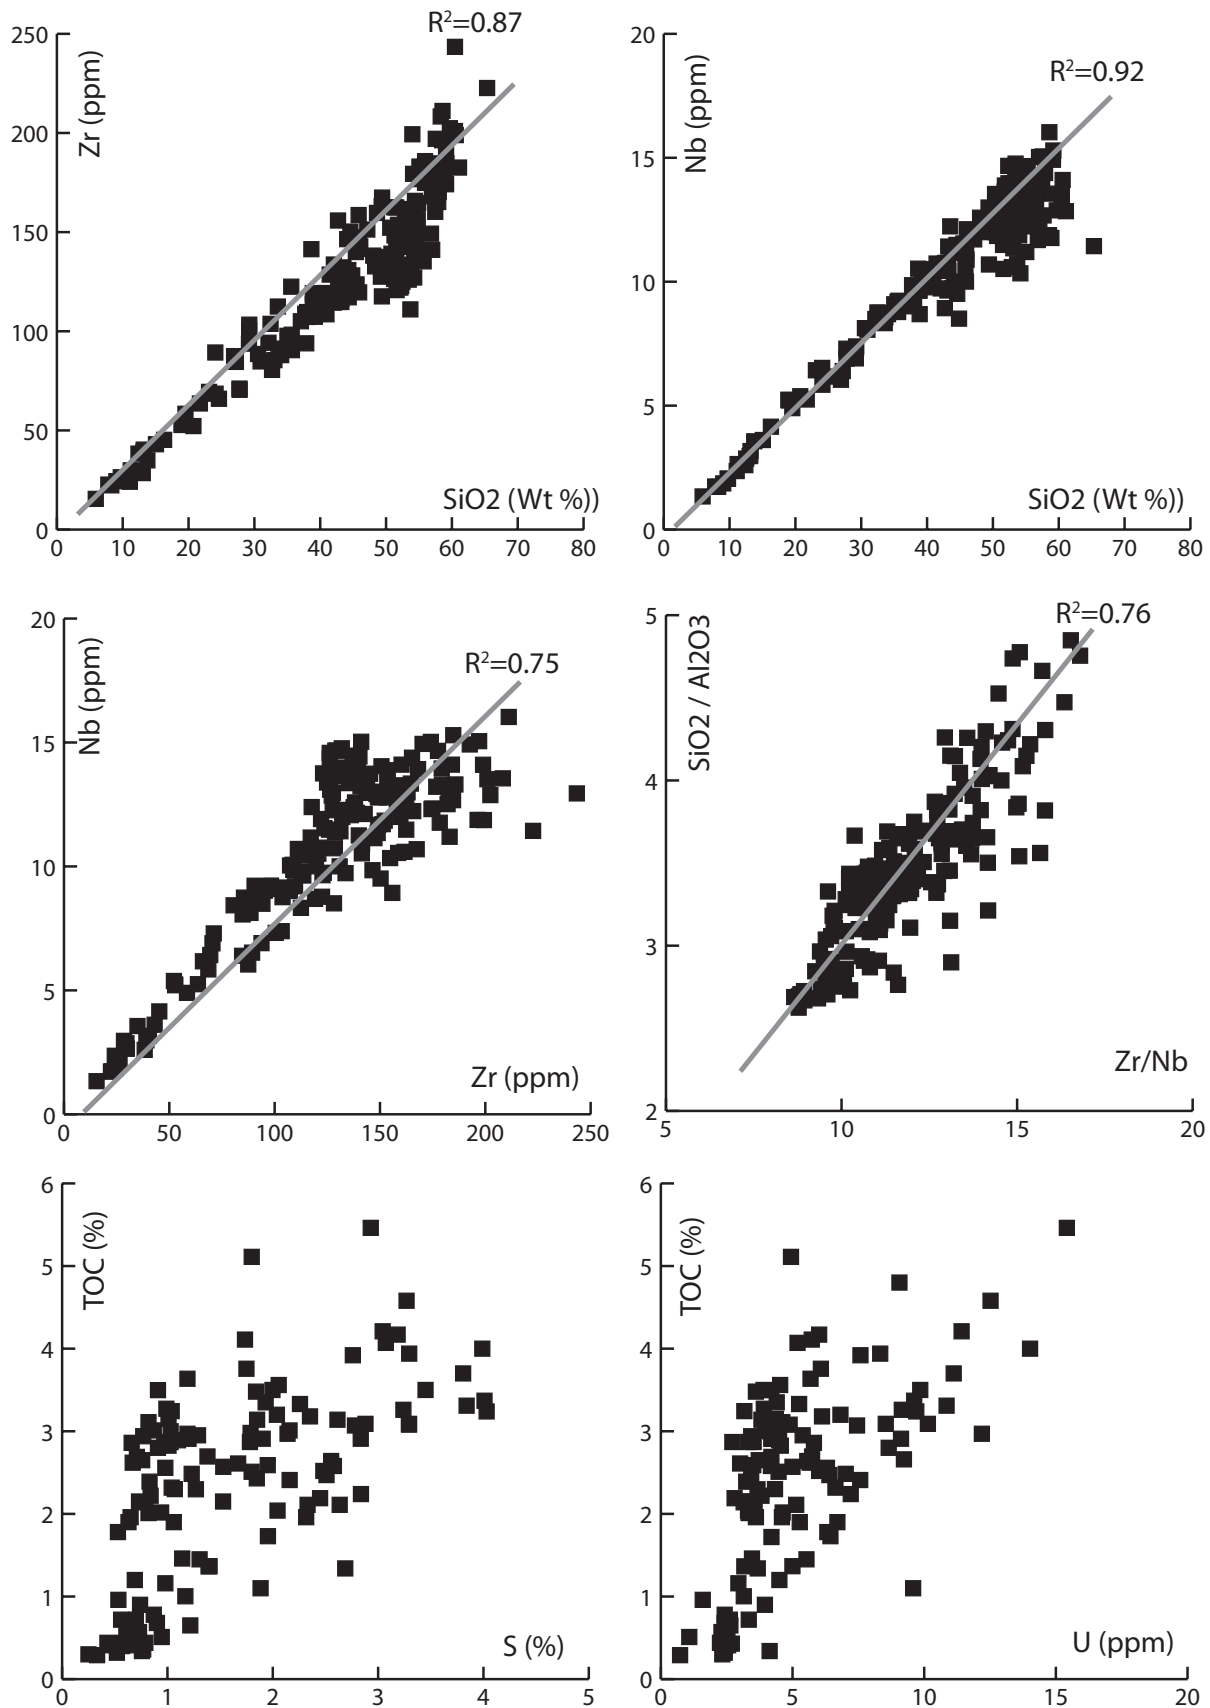 R²=0.87
Zr (ppm)
250
200
150
100
50
0
SiO2 (Wt %))
0 10 20 30 40 50 60 70 80
R²=0.92
Nb (ppm)
20
15
10
5
0
SiO2 (Wt %))
0 10 20 30 40 50 60 70 80
R²=0.75
Nb (ppm)
20
15
10
5
0
Zr (ppm)
0 50 100 150 200 250
R²=0.76
SiO2 / Al2O3
5
4
3
2
Zr/Nb
5 10 15 20
TOC (%)
6
5
4
3
2
1
0
S (%)
0 1 2 3 4 5
TOC (%)
6
5
4
3
2
1
0
U (ppm)
0 5 10 15 20